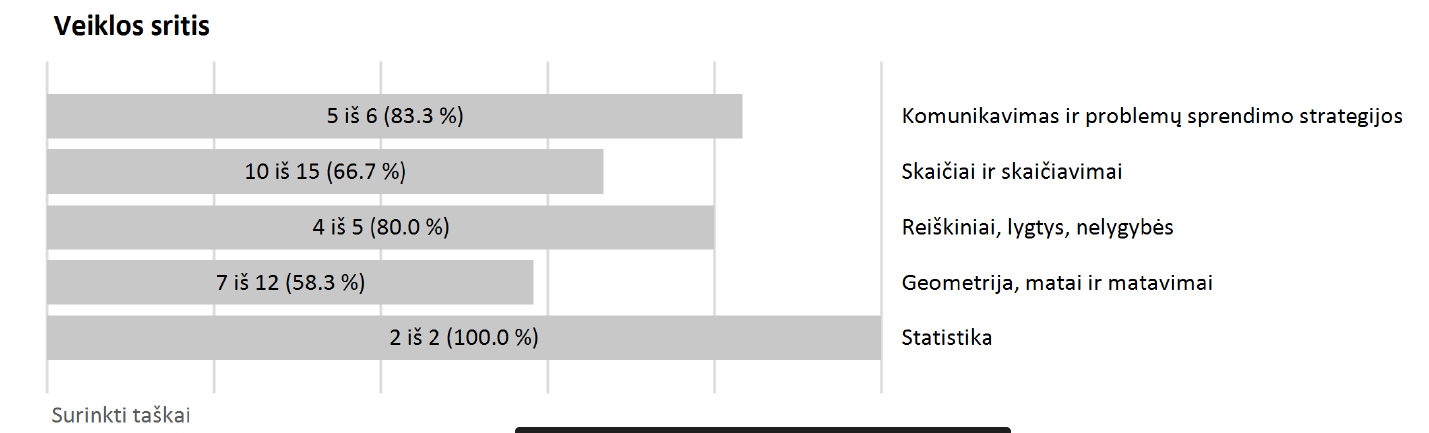 Veiklos sritis
5 iš 6 (83.3 %) Komunikavimas ir problemų sprendimo strategijos
10 iš 15 (66.7 %) Skaičiai ir skaičiavimai
4 iš 5 (80.0 %) Reiškiniai, lygtys, nelygybės
7 iš 12 (58.3 %) Geometrija, matai ir matavimai
2 iš 2 (100.0 %) Statistika
Surinkti taškai